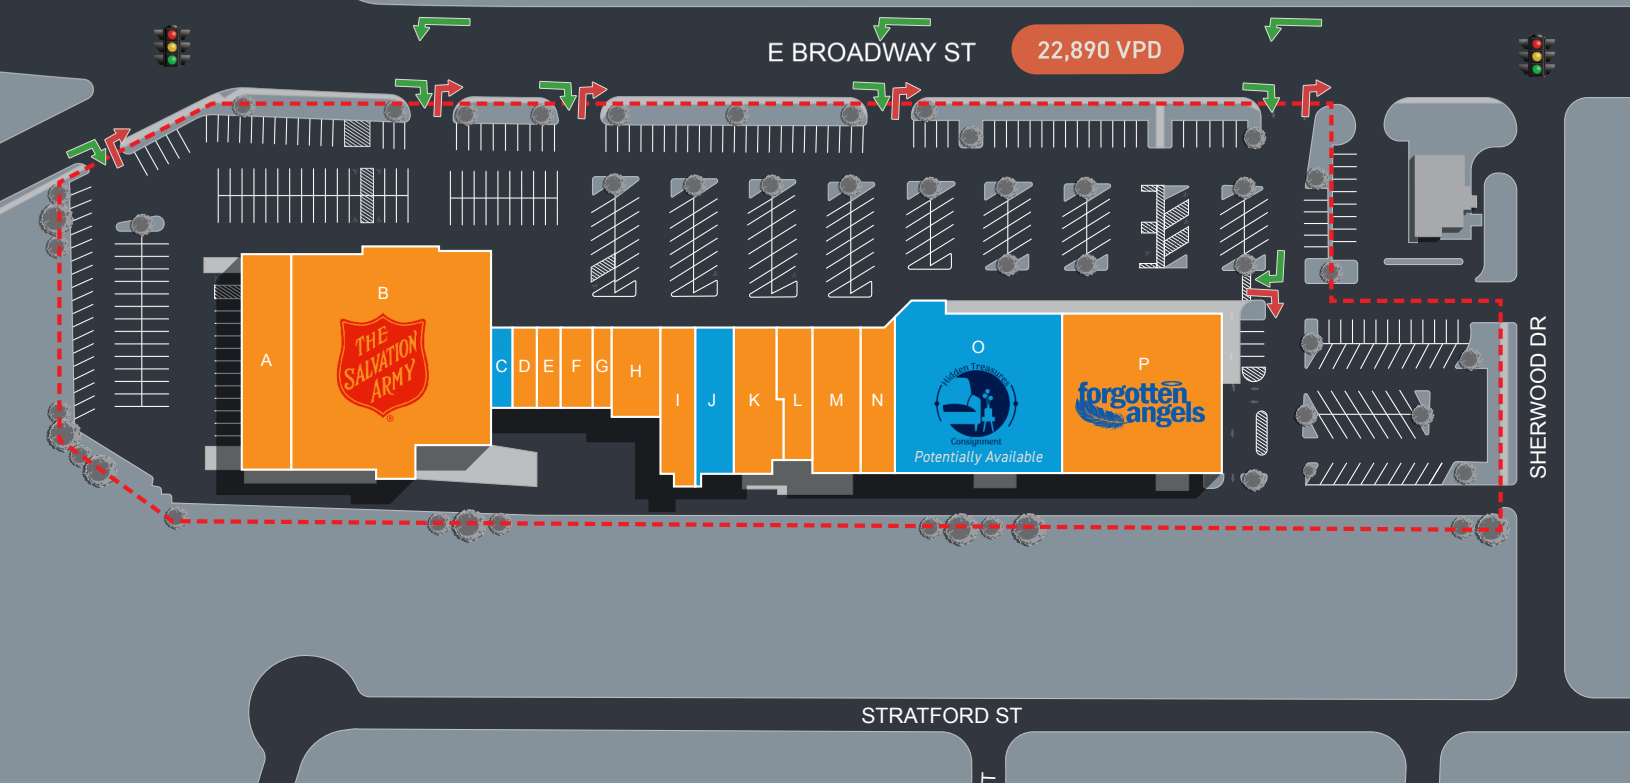 E BROADWAY ST
22,890 VPD
A
B
THE
SALVATION
ARMY
®
C
D
E
F
G
H
I
J
K
L
M
N
O
Hidden Treasures
Consignment
Potentially Available
P
forgotten
angels
SHERWOOD DR
STRATFORD ST
T